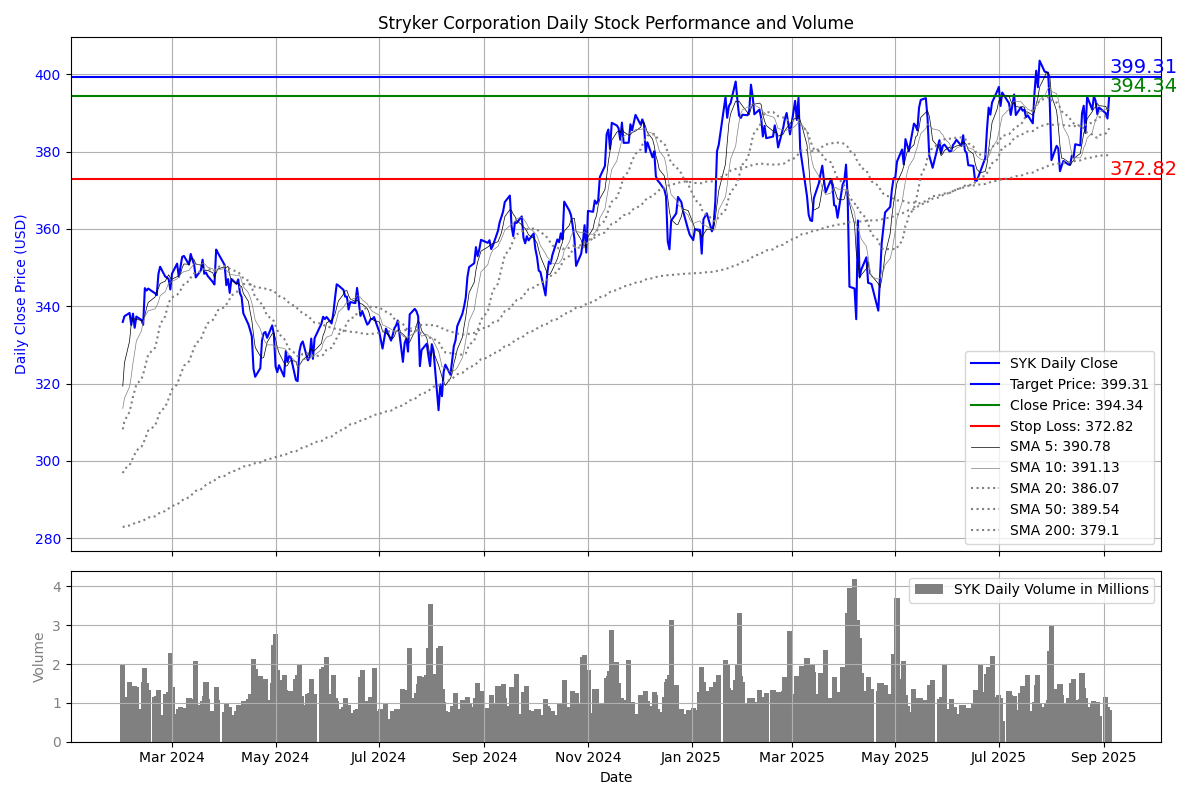 Stryker Corporation Daily Stock Performance and Volume
Daily Close Price (USD)
400
380
360
340
320
300
280
399.31
394.34
372.82
SYK Daily Close
Target Price: 399.31
Close Price: 394.34
Stop Loss: 372.82
SMA 5: 390.78
SMA 10: 391.13
SMA 20: 386.07
SMA 50: 389.54
SMA 200: 379.1
Volume
4
3
2
1
0
SYK Daily Volume in Millions
Mar 2024 May 2024 Jul 2024 Sep 2024 Nov 2024 Jan 2025 Mar 2025 May 2025 Jul 2025 Sep 2025
Date